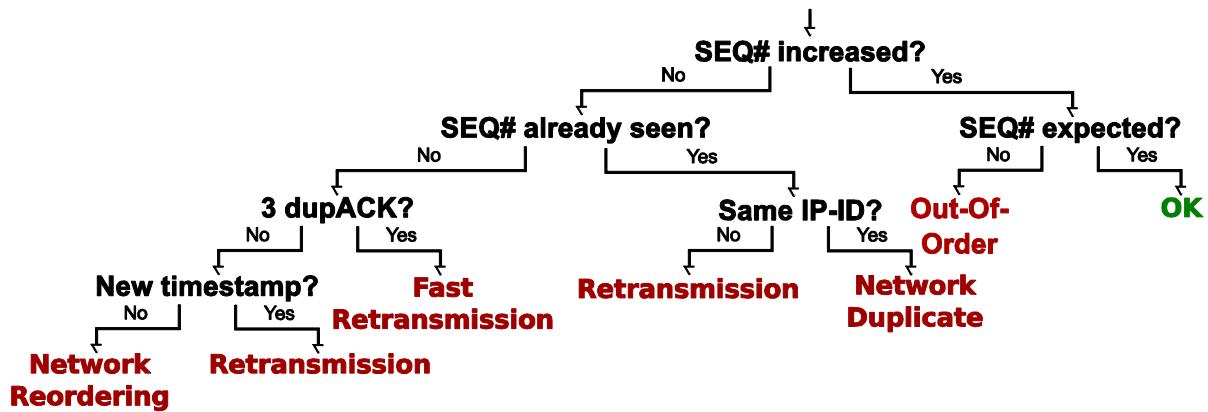 SEQ# increased?
No
Yes
SEQ# already seen?
SEQ# expected?
No
Yes
No
Yes
3 dupACK?
Same IP-ID?
Out-Of-
Order
OK
No
Yes
No
Yes
New timestamp?
Fast
Retransmission
Retransmission
Network
Duplicate
No
Yes
Network
Reordering
Retransmission